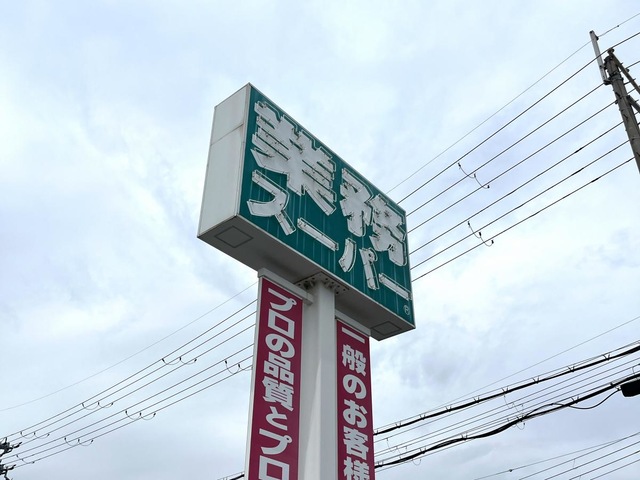 業務
スーパー
®
プロの品質とプロ
一般のお客様